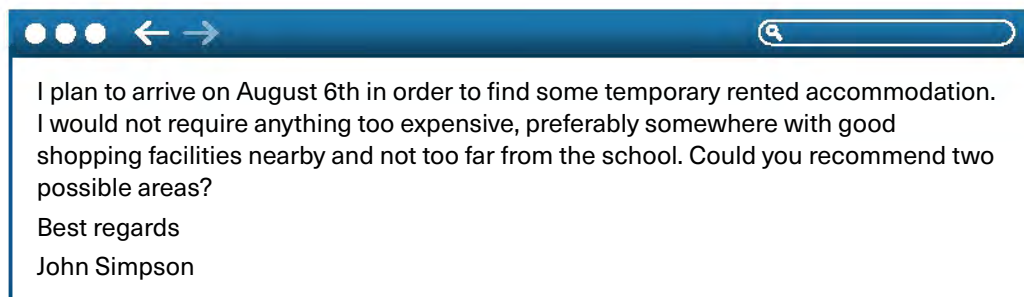 I plan to arrive on August 6th in order to find some temporary rented accommodation.
I would not require anything too expensive, preferably somewhere with good
shopping facilities nearby and not too far from the school. Could you recommend two
possible areas?
Best regards
John Simpson